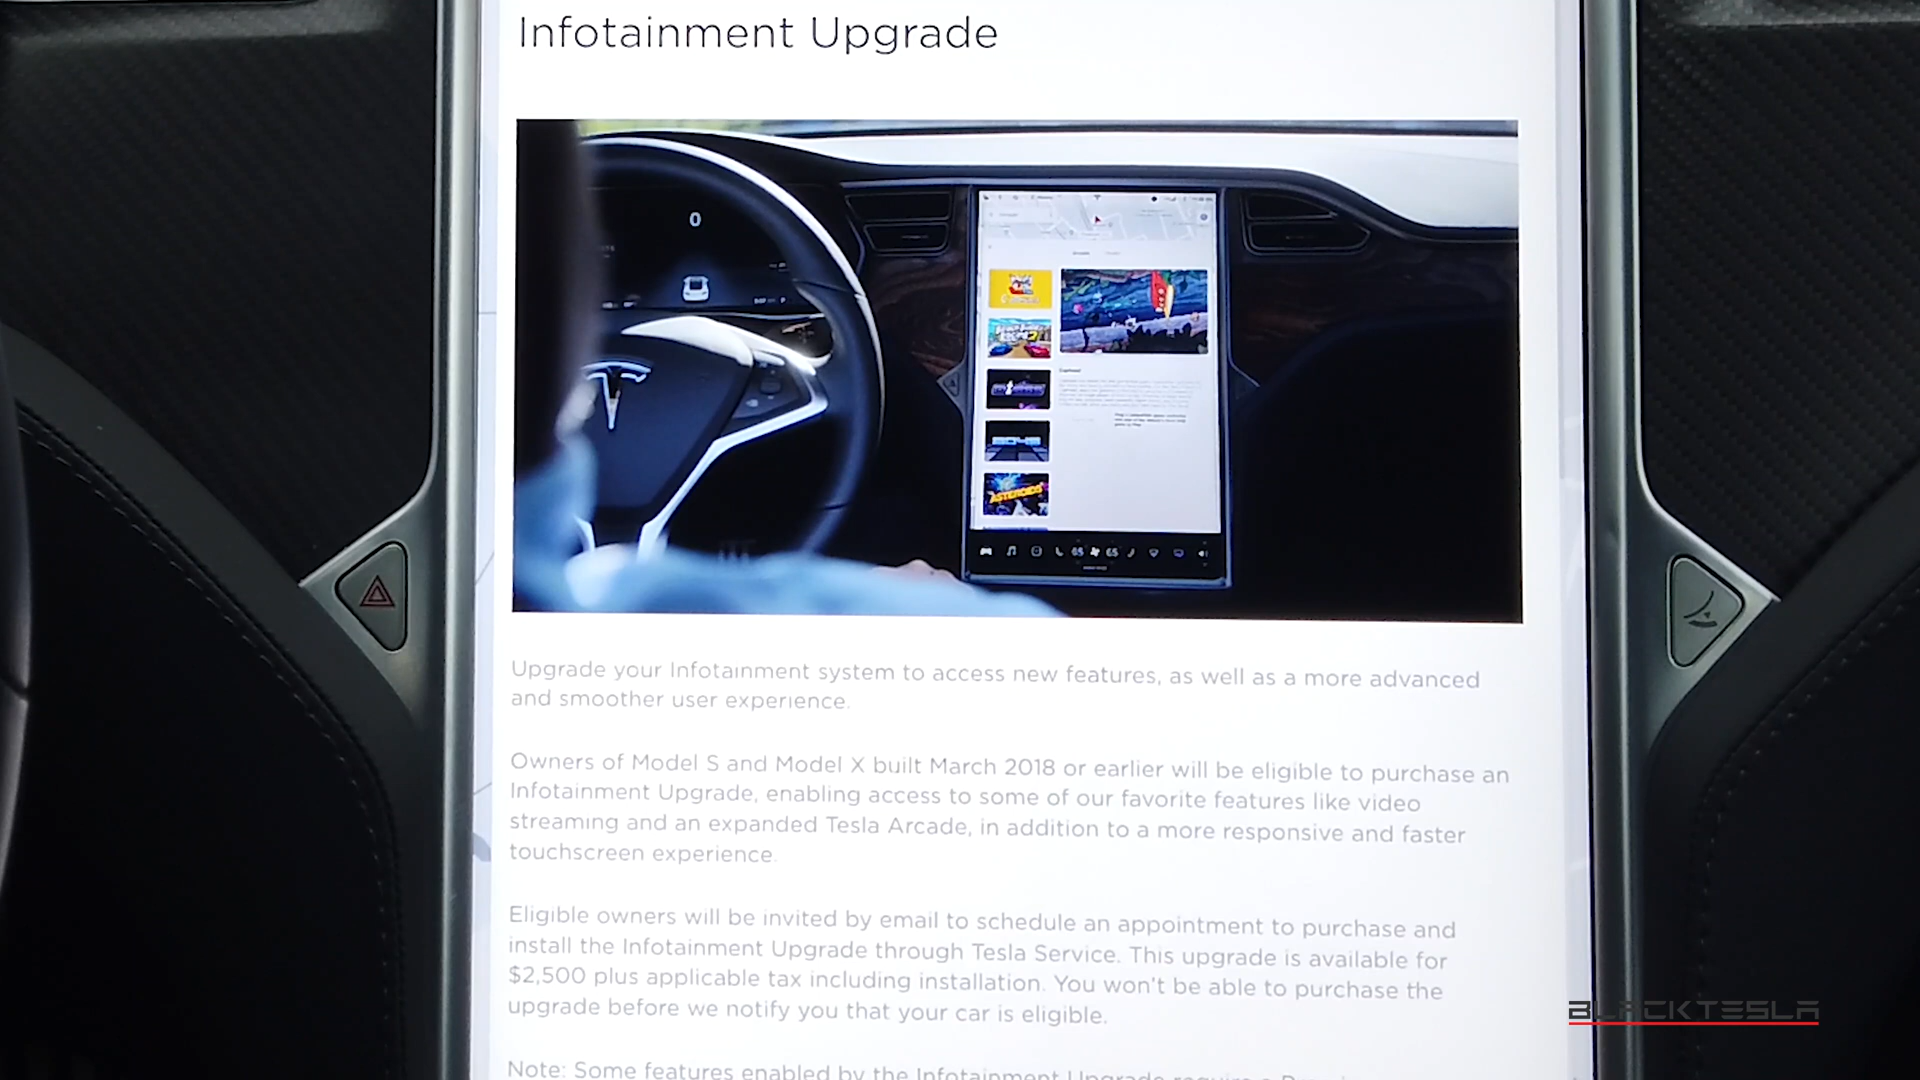 Infotainment Upgrade
0
65 65
ASTEROIDS
Upgrade your Infotainment system to access new features, as well as a more advanced
and smoother user experience.
Owners of Model S and Model X built March 2018 or earlier will be eligible to purchase an
Infotainment Upgrade, enabling access to some of our favorite features like video
streaming and an expanded Tesla Arcade, in addition to a more responsive and faster
touchscreen experience.
Eligible owners will be invited by email to schedule an appointment to purchase and
install the Infotainment Upgrade through Tesla Service. This upgrade is available for
$2,500 plus applicable tax including installation. You won't be able to purchase the
upgrade before we notify you that your car is eligible.
Note: Some features enabled by the Infotainment Upgrade require a
BLACKTESLA